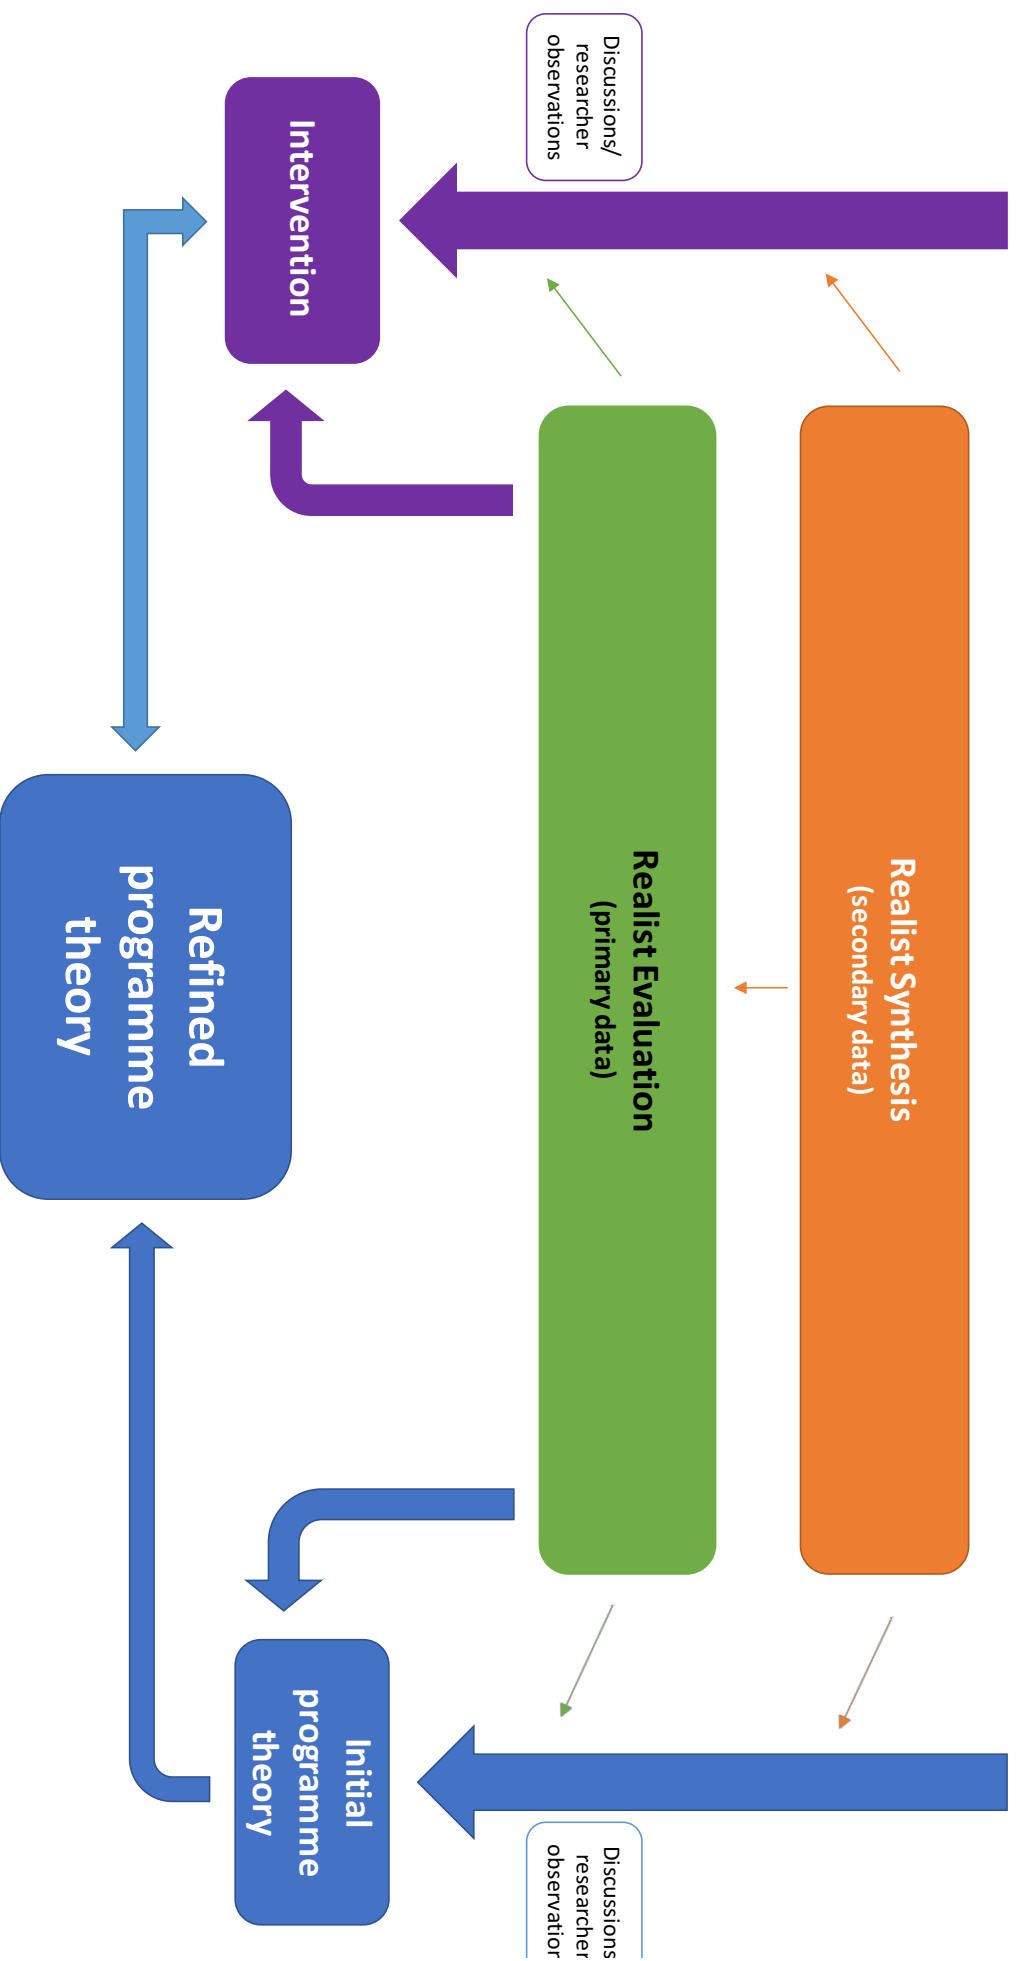 Realist Synthesis
(secondary data)
Realist Evaluation
(primary data)
Discussions/
researcher
observations
Discussions
researcher
observation
Intervention
Initial
programme
theory
Refined
programme
theory